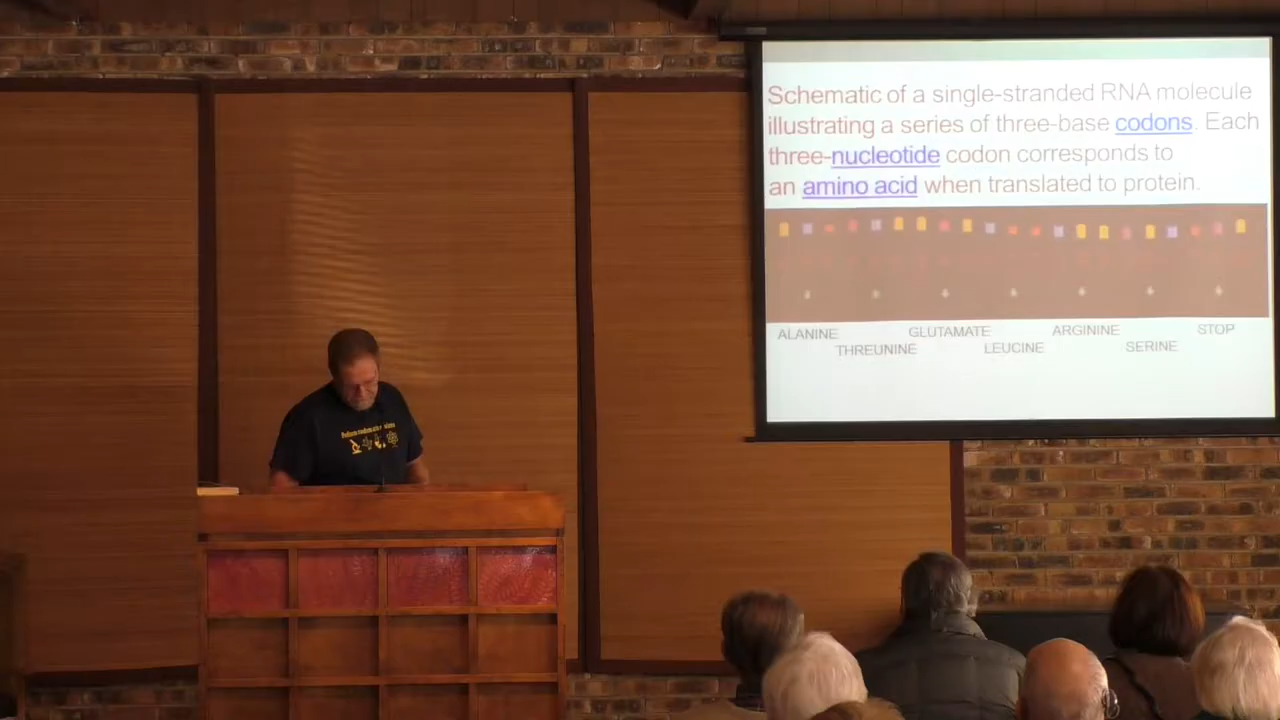 Schematic of a single-stranded RNA molecule
illustrating a series of three-base codons. Each
three-nucleotide codon corresponds to
an amino acid when translated to protein.
ALANINE
THREUNINE
GLUTAMATE
LEUCINE
ARGININE
SERINE
STOP